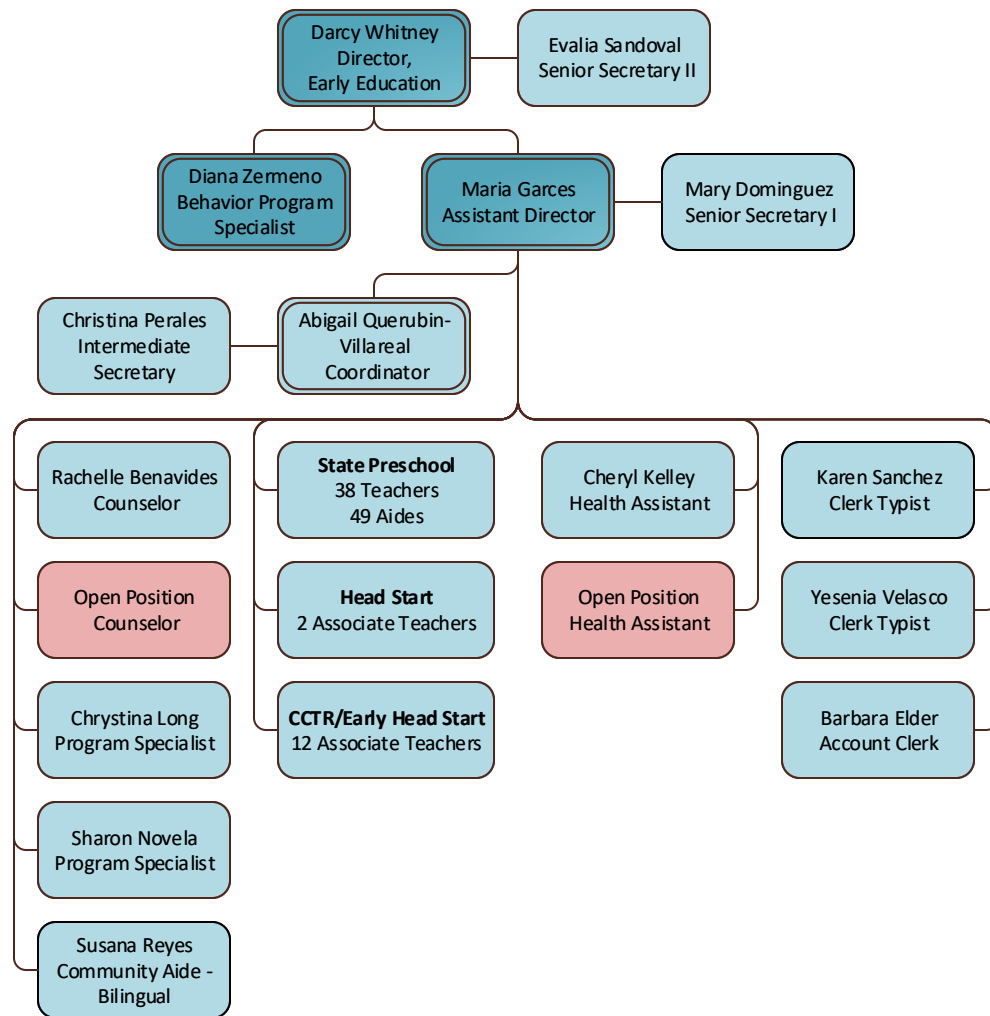 Darcy Whitney
Director,
Early Education
Evalia Sandoval
Senior Secretary II
Diana Zermeno
Behavior Program
Specialist
Maria Garces
Assistant Director
Mary Dominguez
Senior Secretary I
Christina Perales
Intermediate
Secretary
Abigail Querubin-
Villareal
Coordinator
Rachelle Benavides
Counselor
Open Position
Counselor
Chrystina Long
Program Specialist
Sharon Novela
Program Specialist
Susana Reyes
Community Aide -
Bilingual
State Preschool
38 Teachers
49 Aides
Head Start
2 Associate Teachers
CCTR/Early Head Start
12 Associate Teachers
Cheryl Kelley
Health Assistant
Open Position
Health Assistant
Karen Sanchez
Clerk Typist
Yesenia Velasco
Clerk Typist
Barbara Elder
Account Clerk